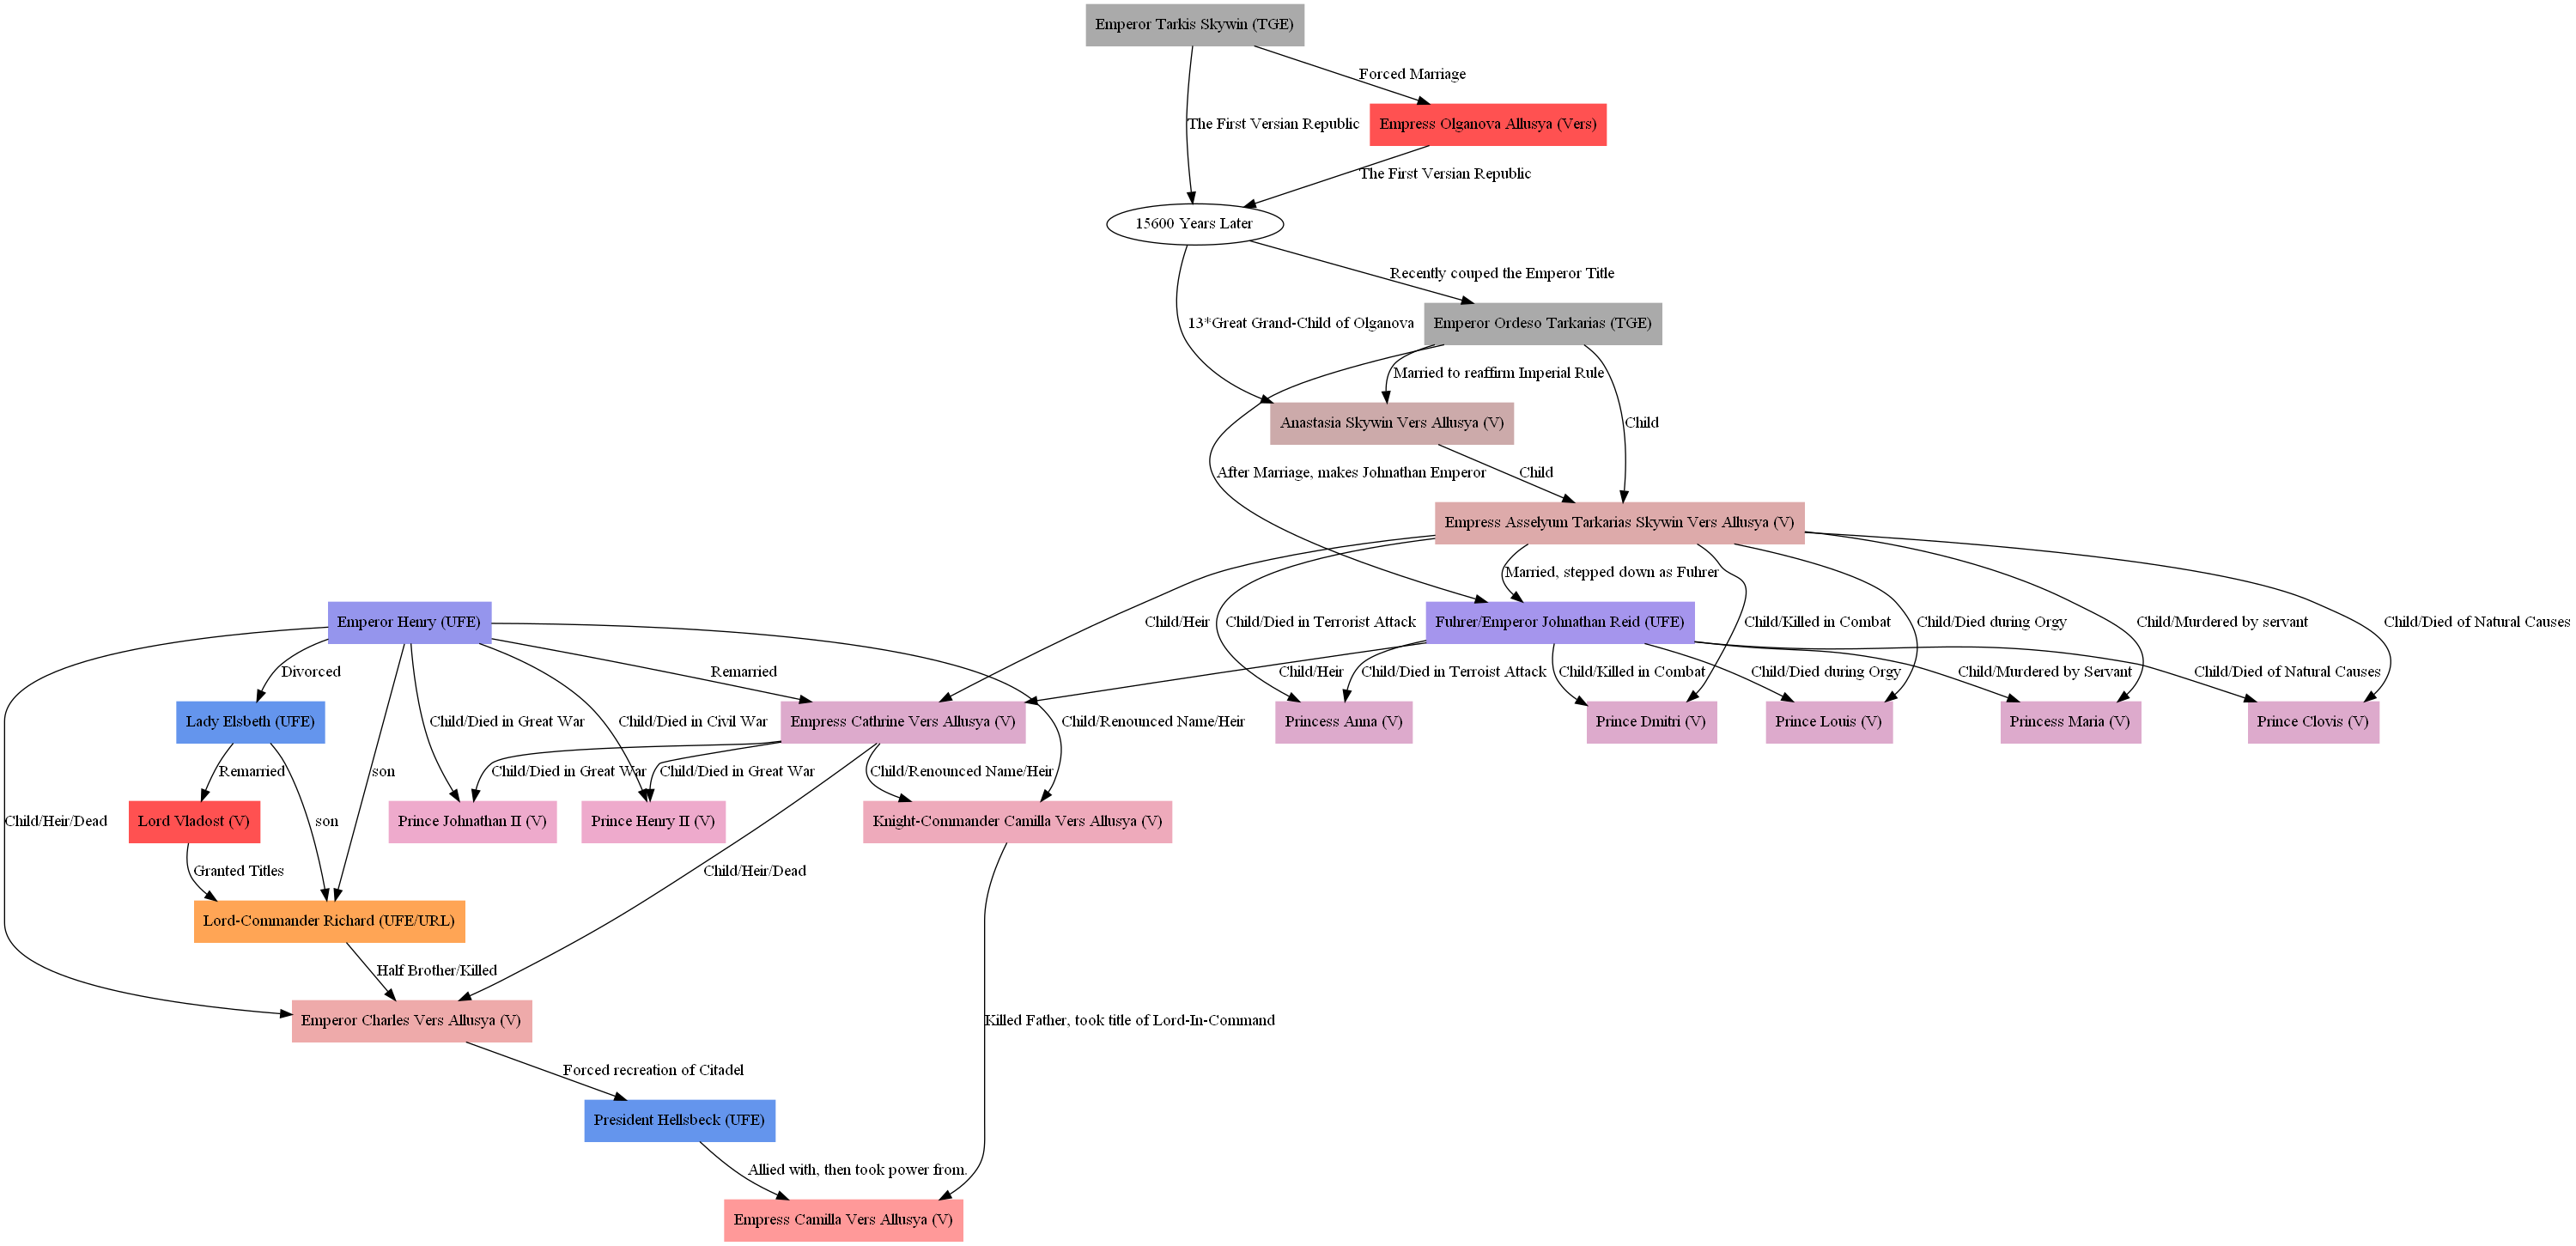 Emperor Tarkis Skywin (TGE)
Forced Marriage
The First Versian Republic
Empress Olganova Allusya (Vers)
The First Versian Republic
15600 Years Later
Recently couped the Emperor Title
13*Great Grand-Child of Olganova
Emperor Ordeso Tarkarias (TGE)
Married to reaffirm Imperial Rule
Anastasia Skywin Vers Allusya (V)
Child
After Marriage, makes Johnathan Emperor
Child
Empress Asselyum Tarkarias Skywin Vers Allusya (V)
Married, stepped down as Fuhrer
Emperor Henry (UFE)
Child/Heir
Child/Died in Terrorist Attack
Fuhrer/Emperor Johnathan Reid (UFE)
Child/Killed in Combat
Child/Died during Orgy
Child/Murdered by servant
Child/Died of Natural Causes
Divorced
Remarried
Child/Heir
Child/Died in Terroist Attack
Child/Killed in Combat
Child/Died during Orgy
Child/Murdered by Servant
Child/Died of Natural Causes
Lady Elsbeth (UFE)
Child/Died in Great War
Child/Died in Civil War
Empress Cathrine Vers Allusya (V)
Child/Renounced Name/Heir
Princess Anna (V)
Prince Dmitri (V)
Prince Louis (V)
Princess Maria (V)
Prince Clovis (V)
Remarried
son
Child/Died in Great War
Child/Died in Great War
Child/Renounced Name/Heir
Child/Heir/Dead
Lord Vladost (V)
son
Prince Johnathan II (V)
Prince Henry II (V)
Knight-Commander Camilla Vers Allusya (V)
Granted Titles
Child/Heir/Dead
Lord-Commander Richard (UFE/URL)
Half Brother/Killed
Emperor Charles Vers Allusya (V)
Killed Father, took title of Lord-In-Command
Forced recreation of Citadel
President Hellsbeck (UFE)
Allied with, then took power from.
Empress Camilla Vers Allusya (V)